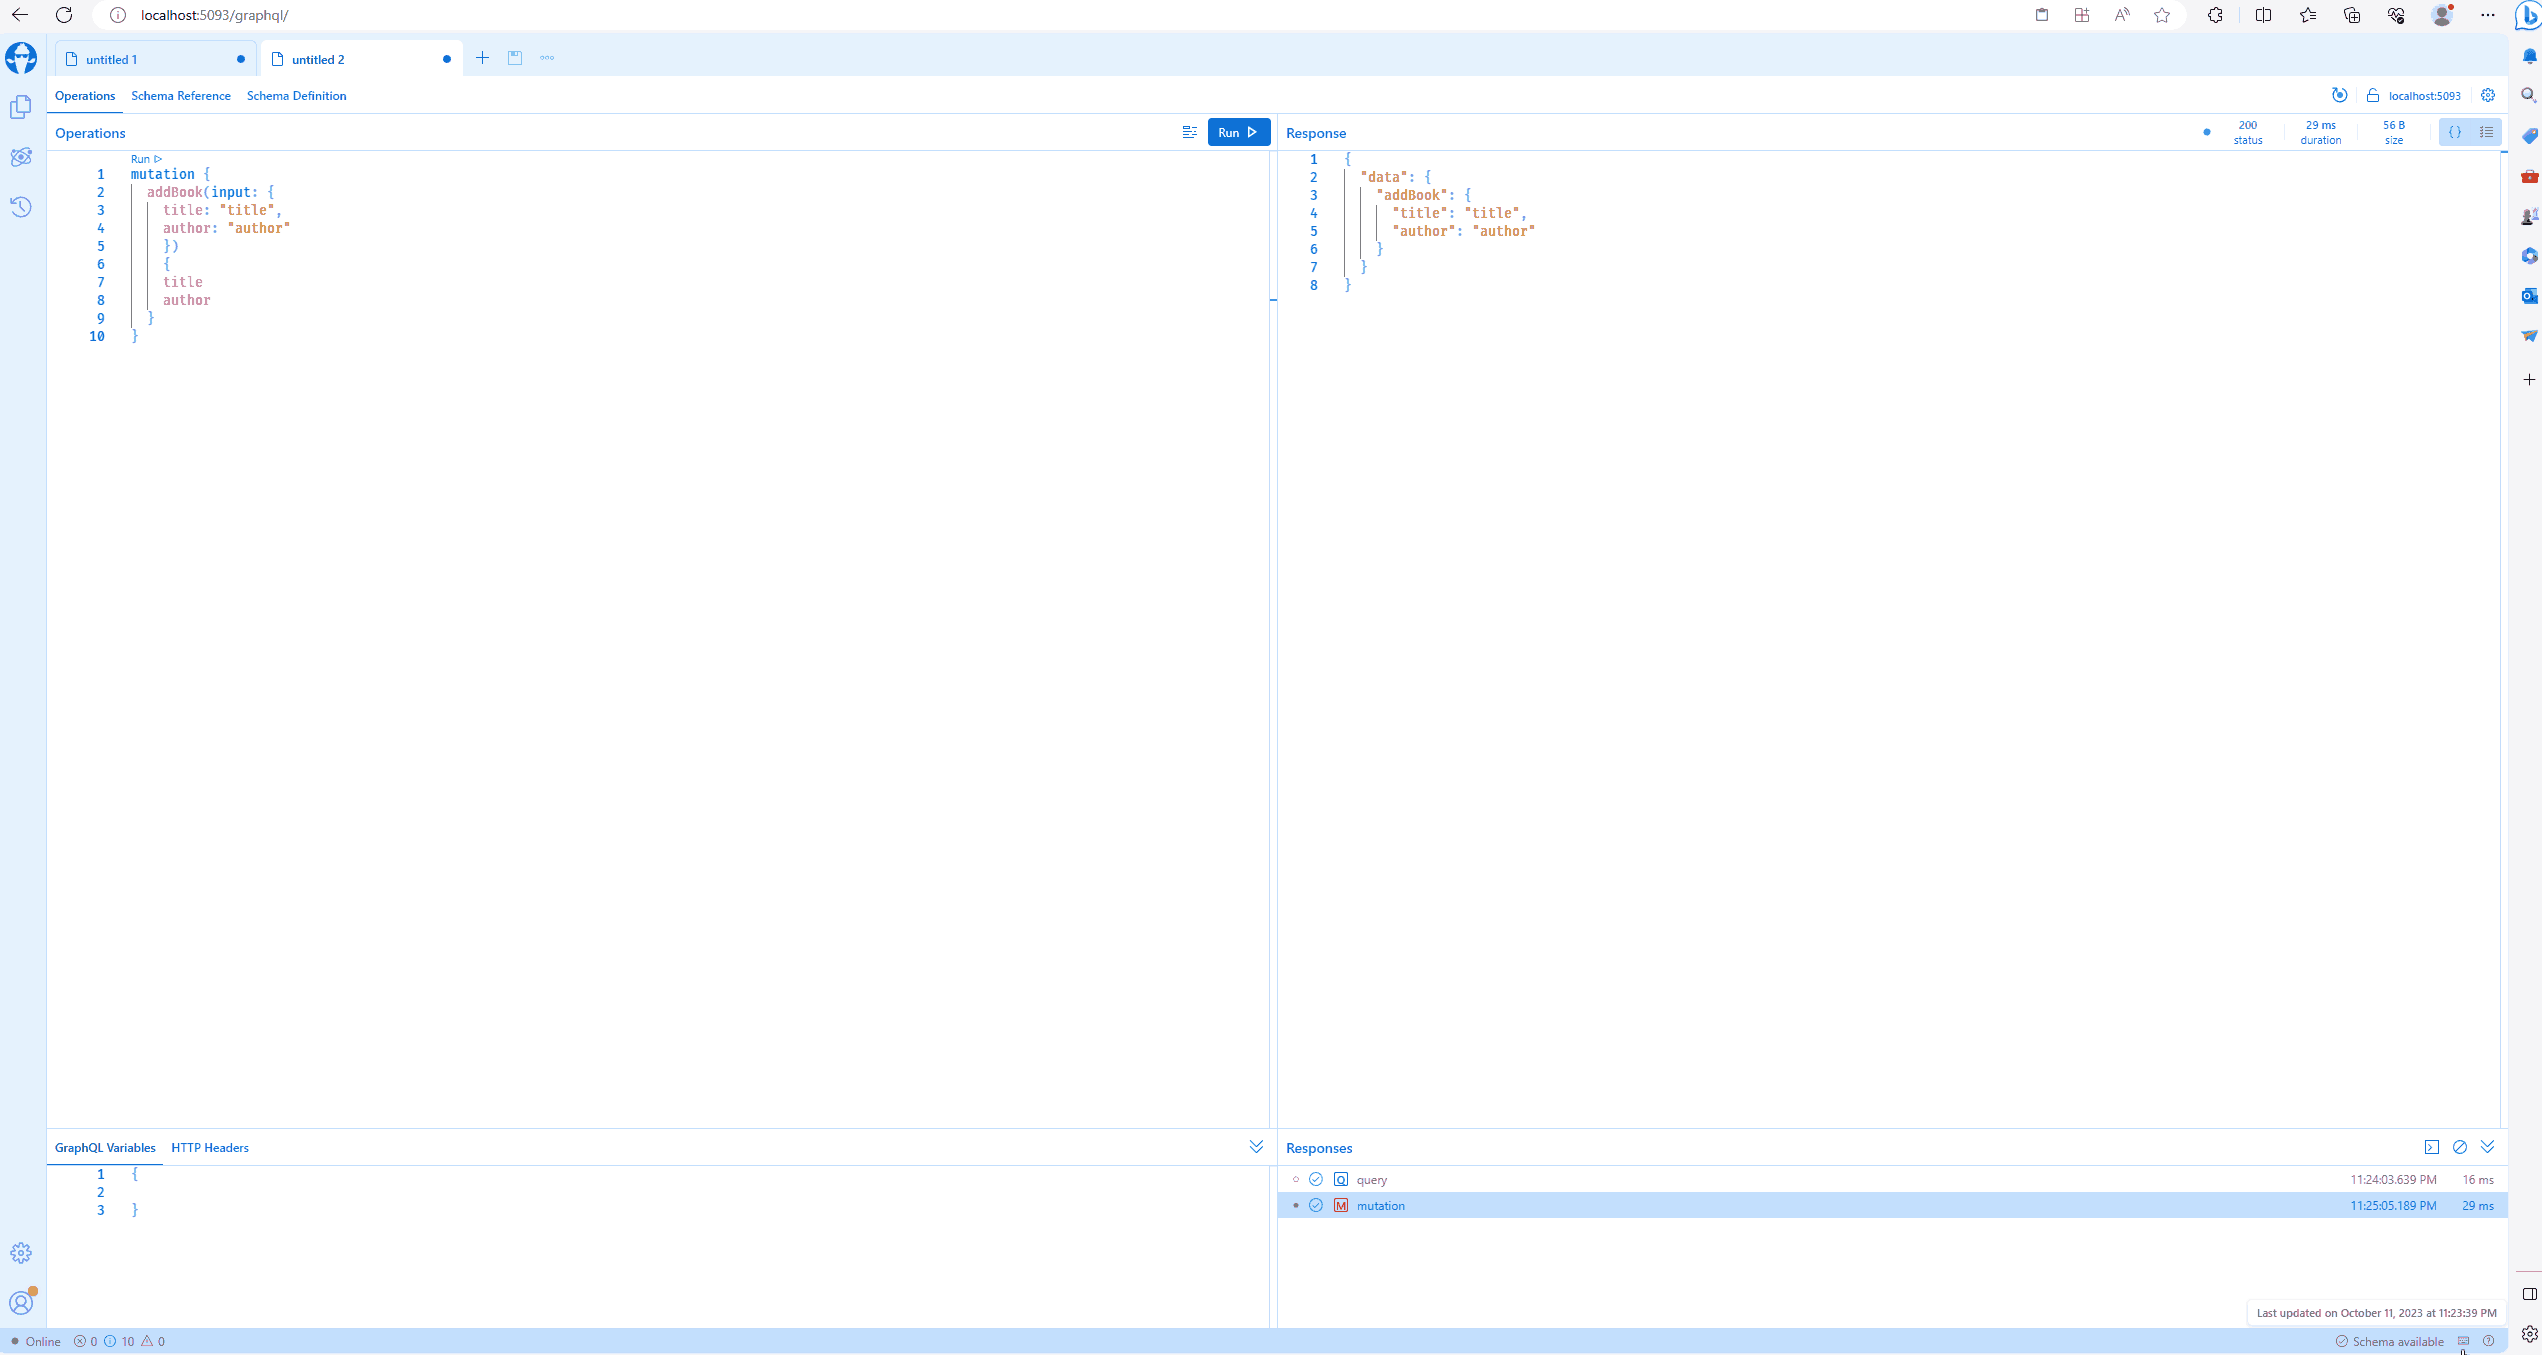 localhost:5093/graphql/
untitled 1
untitled 2
Operations Schema Reference Schema Definition
localhost:5093
Operations
Run
Response
200 status
29 ms duration
56 B size
{ }
Run
1 mutation {
2 addBook(input: {
3 title: "title",
4 author: "author"
5 })
6 {
7 title
8 author
9 }
10 }
1 {
2 "data": {
3 "addBook": {
4 "title": "title",
5 "author": "author"
6 }
7 }
8 }
GraphQL Variables HTTP Headers
1 {
2
3 }
Responses
Q query 11:24:03.639 PM 16 ms
M mutation 11:25:05.189 PM 29 ms
Last updated on October 11, 2023 at 11:23:39 PM
Online 0 10 0
Schema available